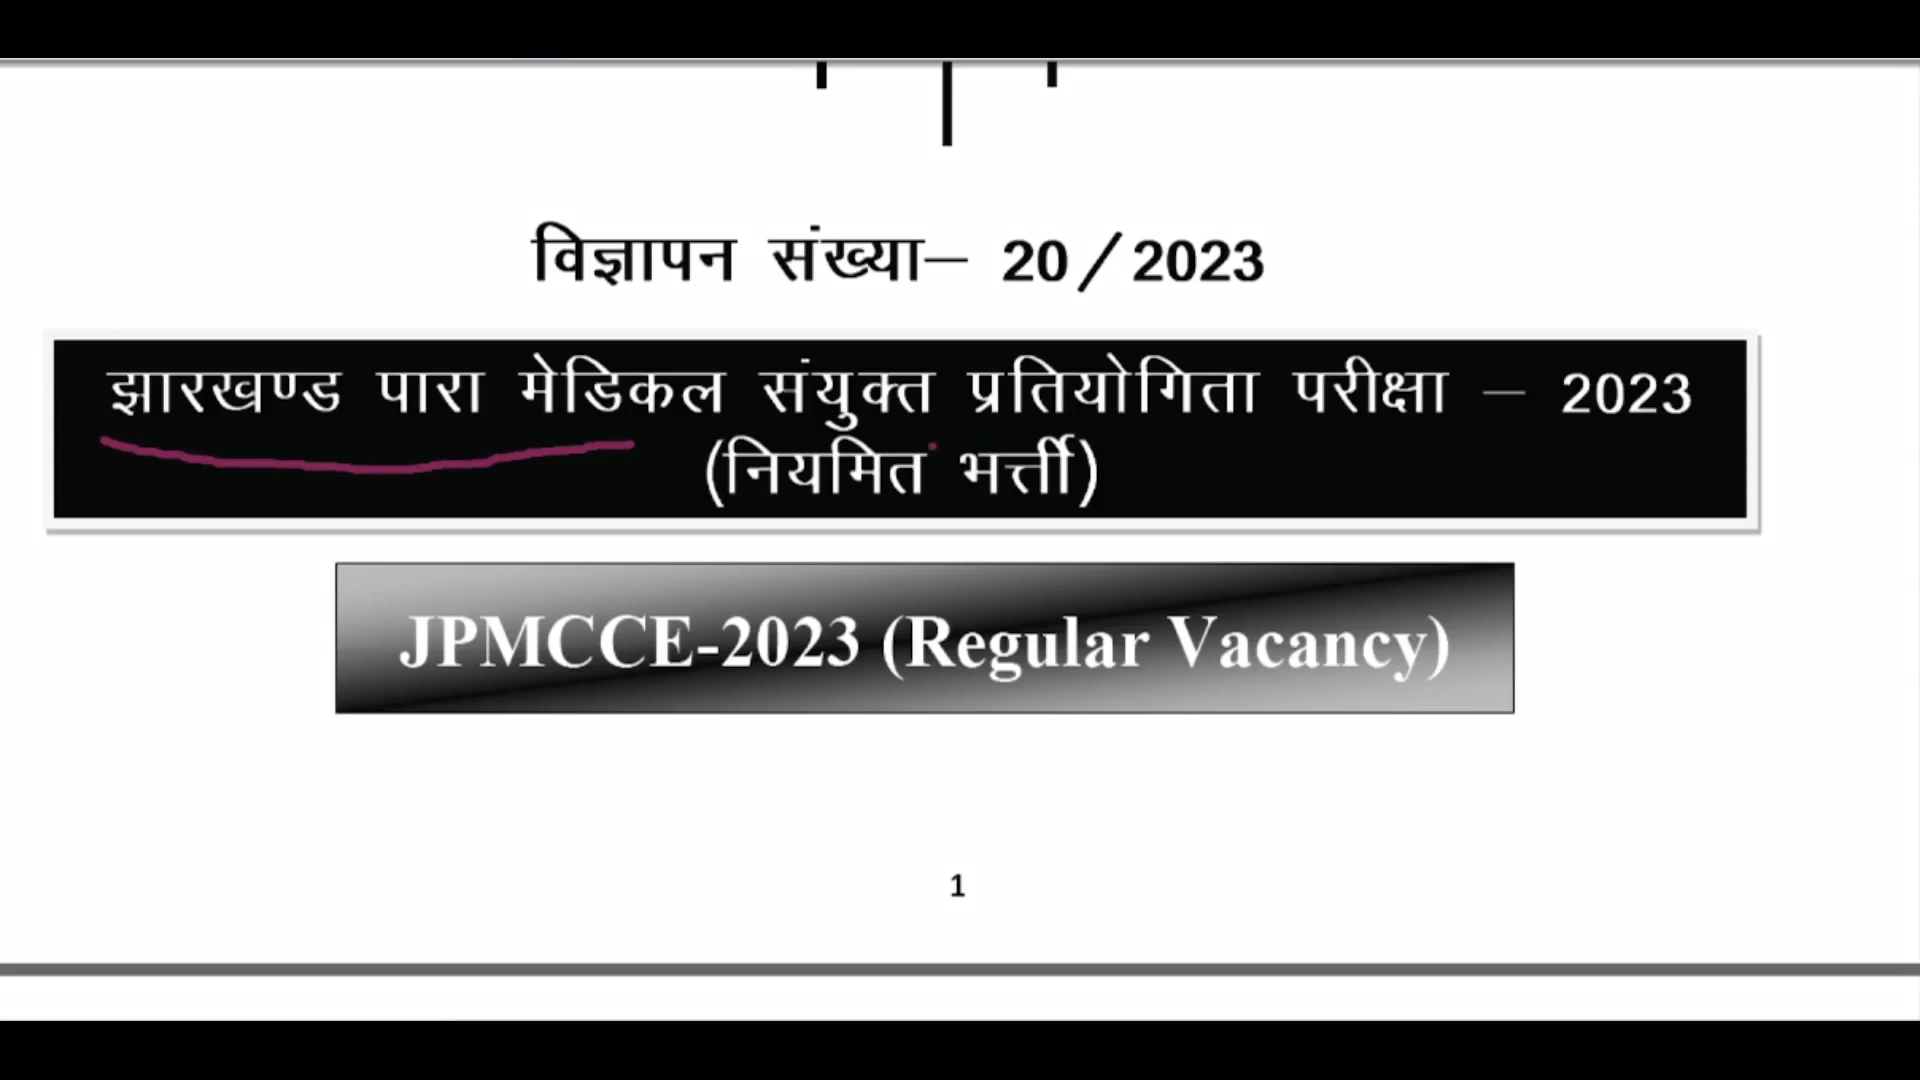 विज्ञापन संख्या– 20/2023
झारखण्ड पारा मेडिकल संयुक्त प्रतियोगिता परीक्षा – 2023
(नियमित भर्त्ती)
JPMCCE-2023 (Regular Vacancy)
1